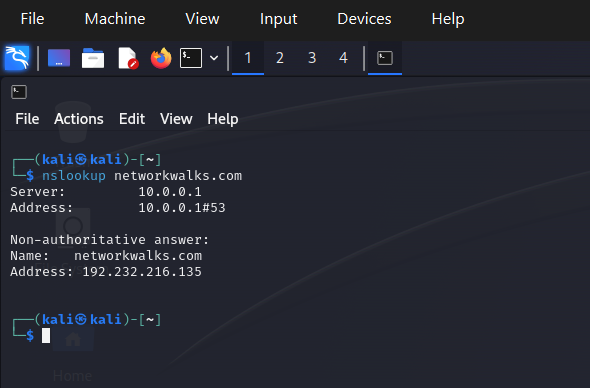 File Machine View Input Devices Help
1 2 3 4
File Actions Edit View Help
┌──(kali㉿kali)-[~]
└─$ nslookup networkwalks.com
Server:         10.0.0.1
Address:        10.0.0.1#53
Non-authoritative answer:
Name:   networkwalks.com
Address: 192.232.216.135
┌──(kali㉿kali)-[~]
└─$
Home